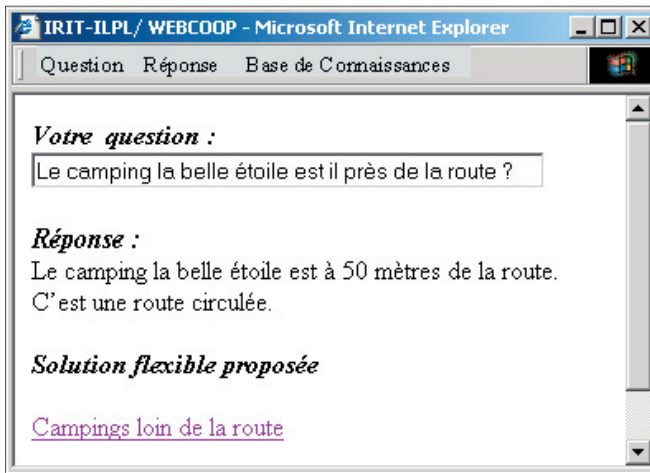 IRIT-ILPL/ WEBCOOP - Microsoft Internet Explorer
Question Réponse Base de Connaissances
Votre question :
Le camping la belle étoile est il près de la route ?
Réponse :
Le camping la belle étoile est à 50 mètres de la route.
C'est une route circulée.
Solution flexible proposée
Campings loin de la route